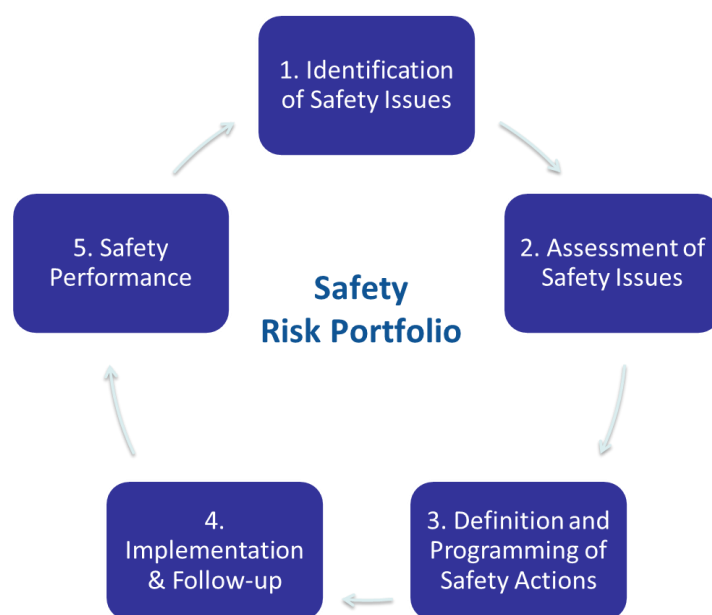 1. Identification
of Safety Issues
2. Assessment of
Safety Issues
3. Definition and
Programming of
Safety Actions
4.
Implementation
& Follow-up
5. Safety
Performance
Safety
Risk Portfolio